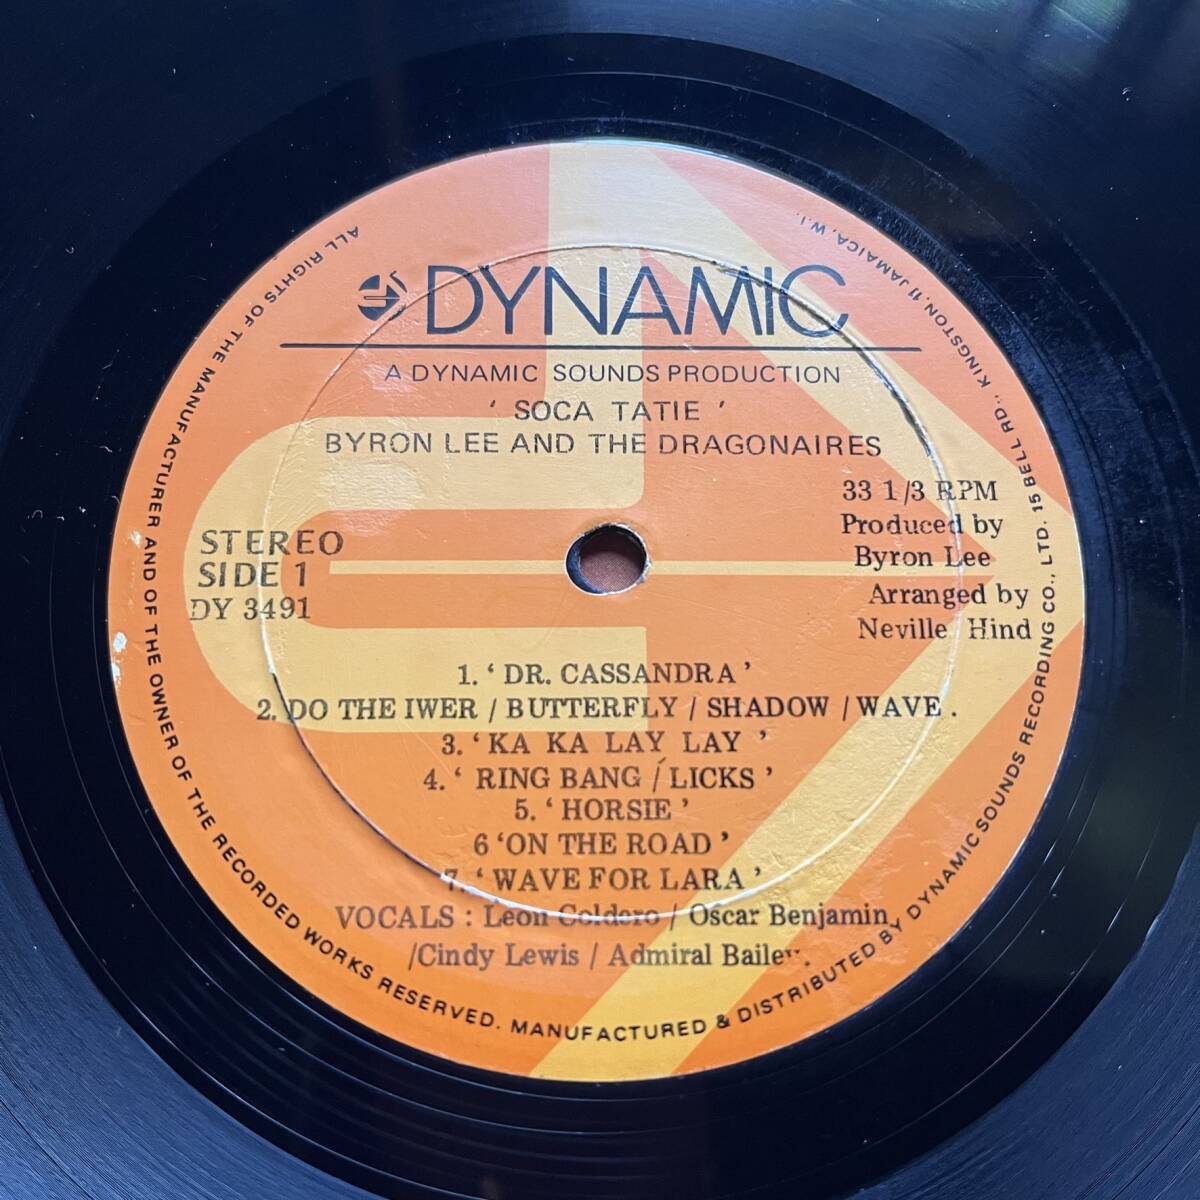 DYNAMIC
A DYNAMIC SOUNDS PRODUCTION
' SOCA TATIE '
BYRON LEE AND THE DRAGONAIRES
33 1/3 RPM
Produced by
Byron Lee
Arranged by
Neville Hind
STEREO
SIDE 1
DY 3491
1. ' DR. CASSANDRA '
2. DO THE IWER / BUTTERFLY / SHADOW / WAVE .
3. ' KA KA LAY LAY '
4. ' RING BANG / LICKS '
5. ' HORSIE '
6 ' ON THE ROAD '
7. ' WAVE FOR LARA '
VOCALS : Leon Coldero / Oscar Benjamin
/Cindy Lewis / Admiral Bailey.
ALL RIGHTS OF THE MANUFACTURER AND OF THE OWNER OF THE RECORDED WORKS RESERVED. MANUFACTURED & DISTRIBUTED BY DYNAMIC SOUNDS RECORDING CO., LTD. 15 BELL RD., KINGSTON, 11 JAMAICA, W.I.